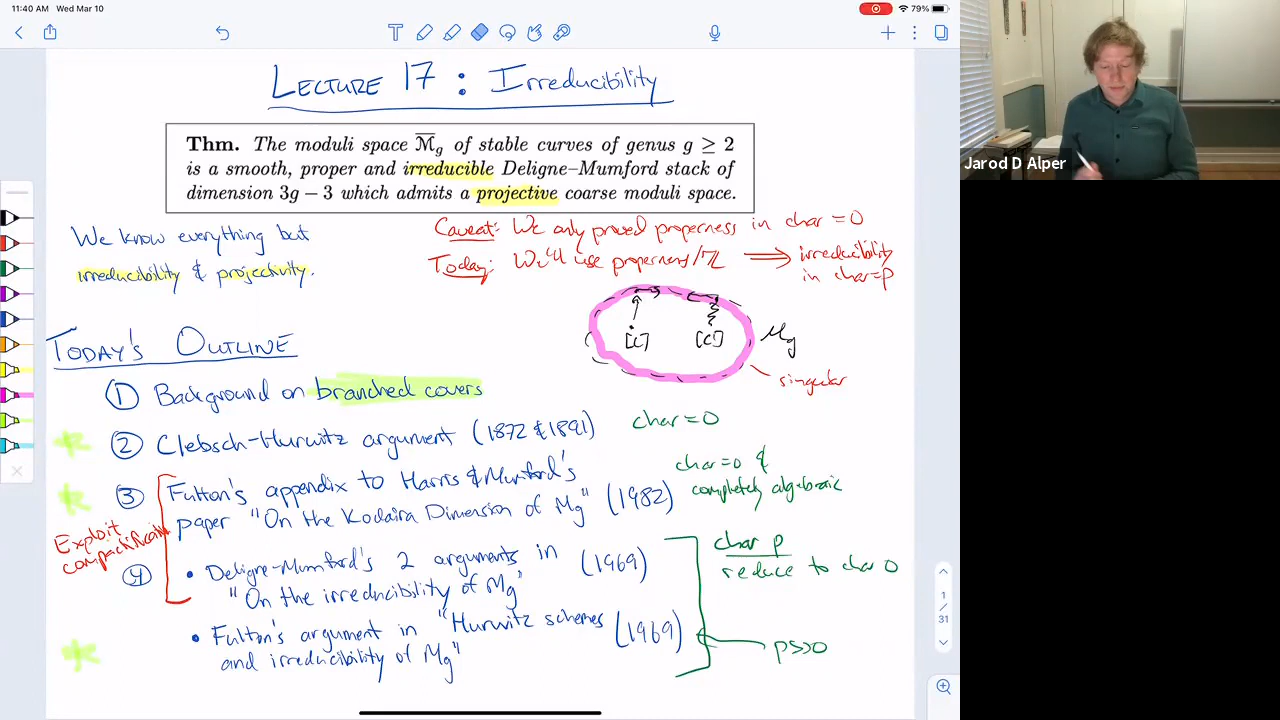 11:40 AM Wed Mar 10
79%
LECTURE 17 : Irreducibility
Thm. The moduli space M̅g of stable curves of genus g ≥ 2
is a smooth, proper and irreducible Deligne–Mumford stack of
dimension 3g − 3 which admits a projective coarse moduli space.
We know everything but
irreducibility & projectivity.
Caveat: We only proved properness in char = 0
Today: We'll use properness/ℤ ⟹ irreducibility
in char=p
[C] [C'] Mg
singular
TODAY'S OUTLINE
① Background on branched covers
② Clebsch-Hurwitz argument (1872 & 1891)
char=0
③ Fulton's appendix to Harris & Mumford's
paper "On the Kodaira Dimension of Mg" (1982)
char=0 &
completely algebraic
Exploit
compactification
④ • Deligne-Mumford's 2 arguments in
"On the irreducibility of Mg" (1969)
char p
reduce to char 0
• Fulton's argument in "Hurwitz schemes
and irreducibility of Mg" (1969)
p>>0
1
/
31
Jarod D Alper